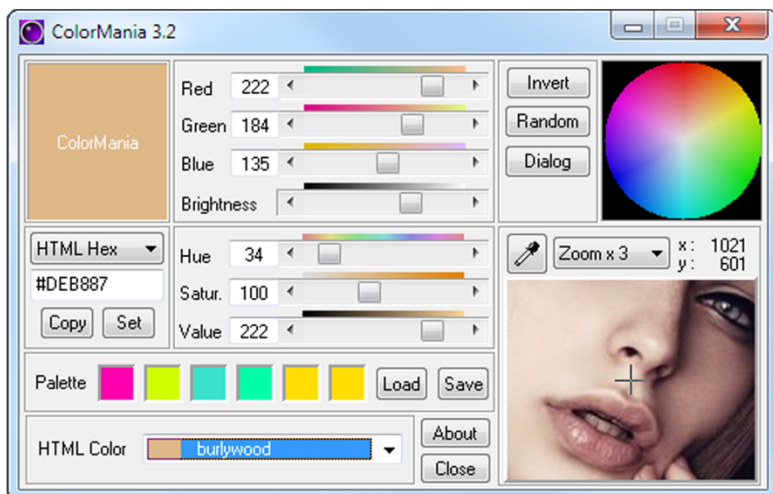 ColorMania 3.2
ColorMania
Red 222
Green 184
Blue 135
Brightness
Invert
Random
Dialog
HTML Hex
#DEB887
Copy Set
Hue 34
Satur. 100
Value 222
Zoom x 3
x: 1021
y: 601
Palette
Load Save
HTML Color burlywood
About
Close